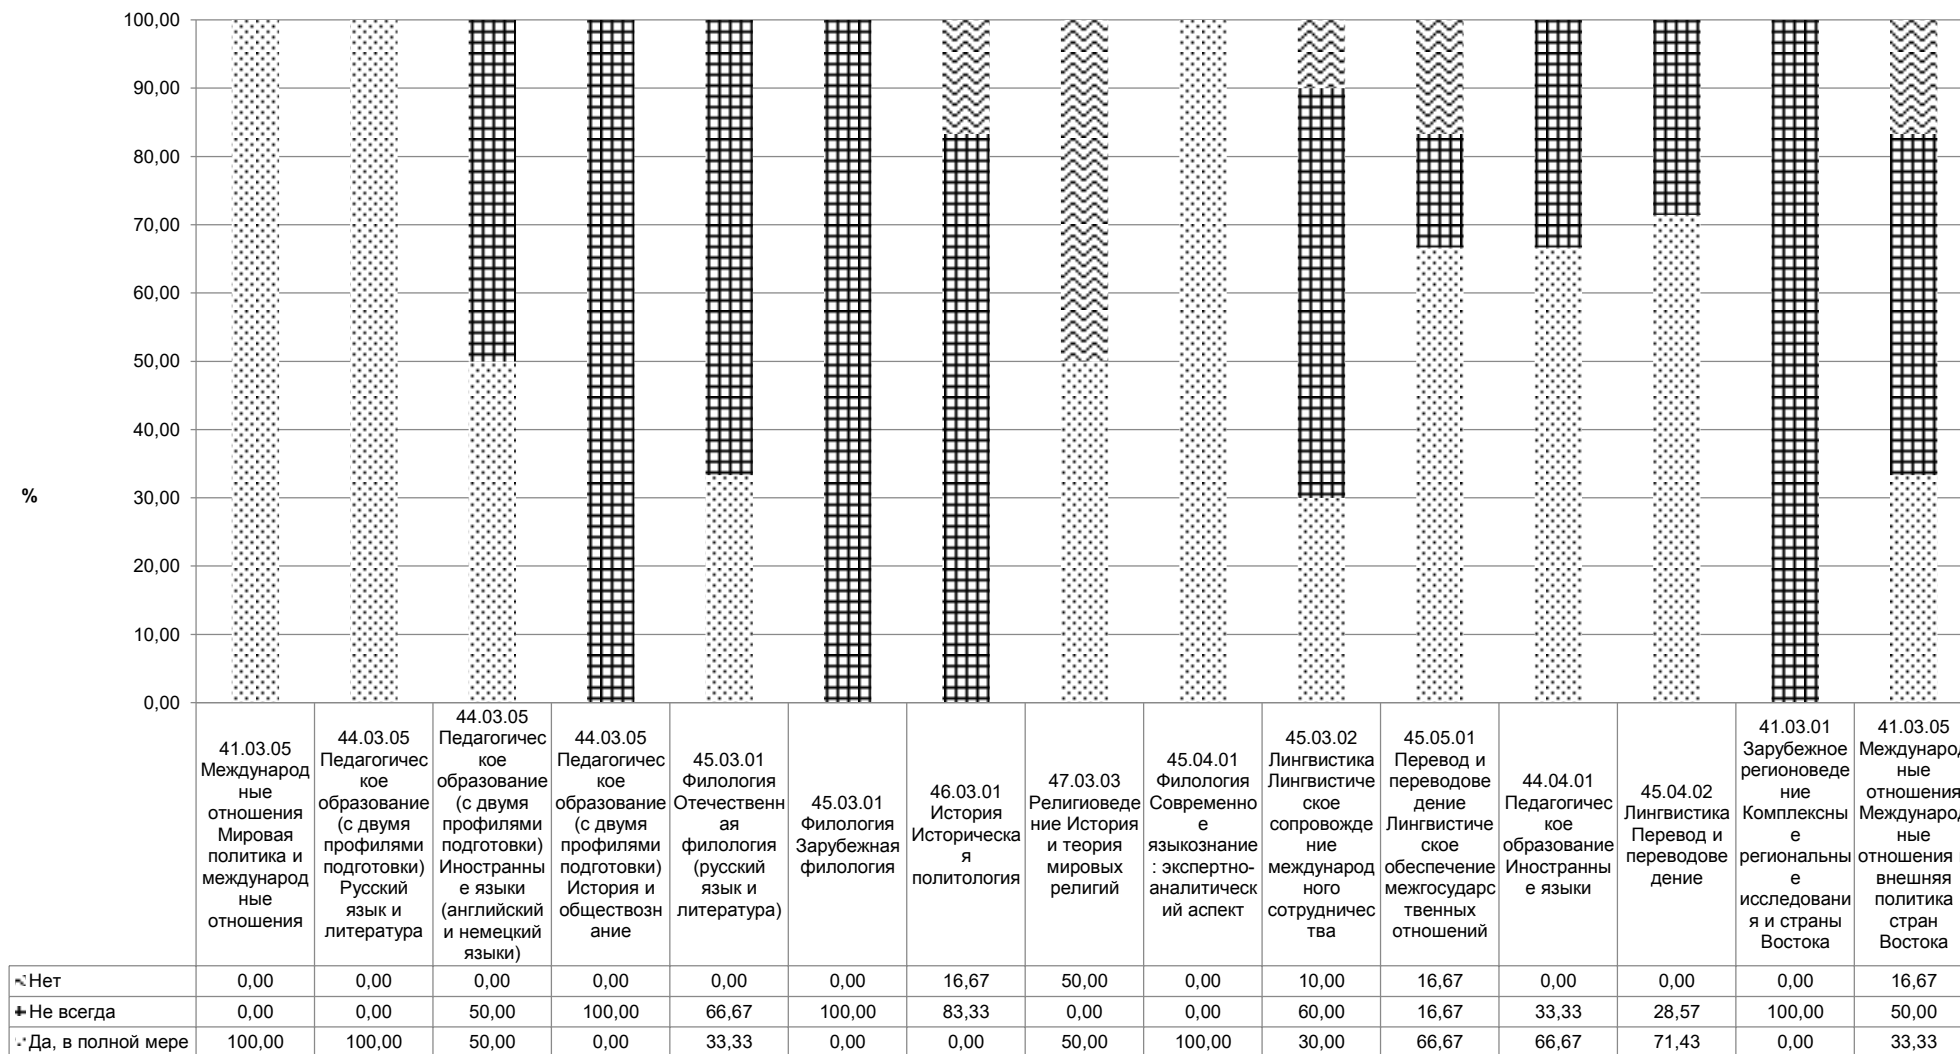 100,00
90,00
80,00
70,00
60,00
50,00
40,00
30,00
20,00
10,00
0,00
%
41.03.05
Международ
ные
отношения
Мировая
политика и
международ
ные
отношения
44.03.05
Педагогичес
кое
образование
(с двумя
профилями
подготовки)
Русский
язык и
литература
44.03.05
Педагогичес
кое
образование
(с двумя
профилями
подготовки)
Иностранны
е языки
(английский
и немецкий
языки)
44.03.05
Педагогичес
кое
образование
(с двумя
профилями
подготовки)
История и
обществозн
ание
45.03.01
Филология
Отечественн
ая
филология
(русский
язык и
литература)
45.03.01
Филология
Зарубежная
филология
46.03.01
История
Историческа
я
политология
47.03.03
Религиоведе
ние История
и теория
мировых
религий
45.04.01
Филология
Современно
е
языкознание
: экспертно-
аналитическ
ий аспект
45.03.02
Лингвистика
Лингвистиче
ское
сопровожде
ние
международ
ного
сотрудничес
тва
45.05.01
Перевод и
переводове
дение
Лингвистиче
ское
обеспечение
межгосударс
твенных
отношений
44.04.01
Педагогичес
кое
образование
Иностранны
е языки
45.04.02
Лингвистика
Перевод и
переводове
дение
41.03.01
Зарубежное
регионоведе
ние
Комплексны
е
региональны
е
исследовани
я и страны
Востока
41.03.05
Международ
ные
отношения
Международ
ные
отношения
внешняя
политика
стран
Востока
Нет 0,00 0,00 0,00 0,00 0,00 0,00 16,67 50,00 0,00 10,00 16,67 0,00 0,00 0,00 16,67
Не всегда 0,00 0,00 50,00 100,00 66,67 100,00 83,33 0,00 0,00 60,00 16,67 33,33 28,57 100,00 50,00
Да, в полной мере 100,00 100,00 50,00 0,00 33,33 0,00 0,00 50,00 100,00 30,00 66,67 66,67 71,43 0,00 33,33